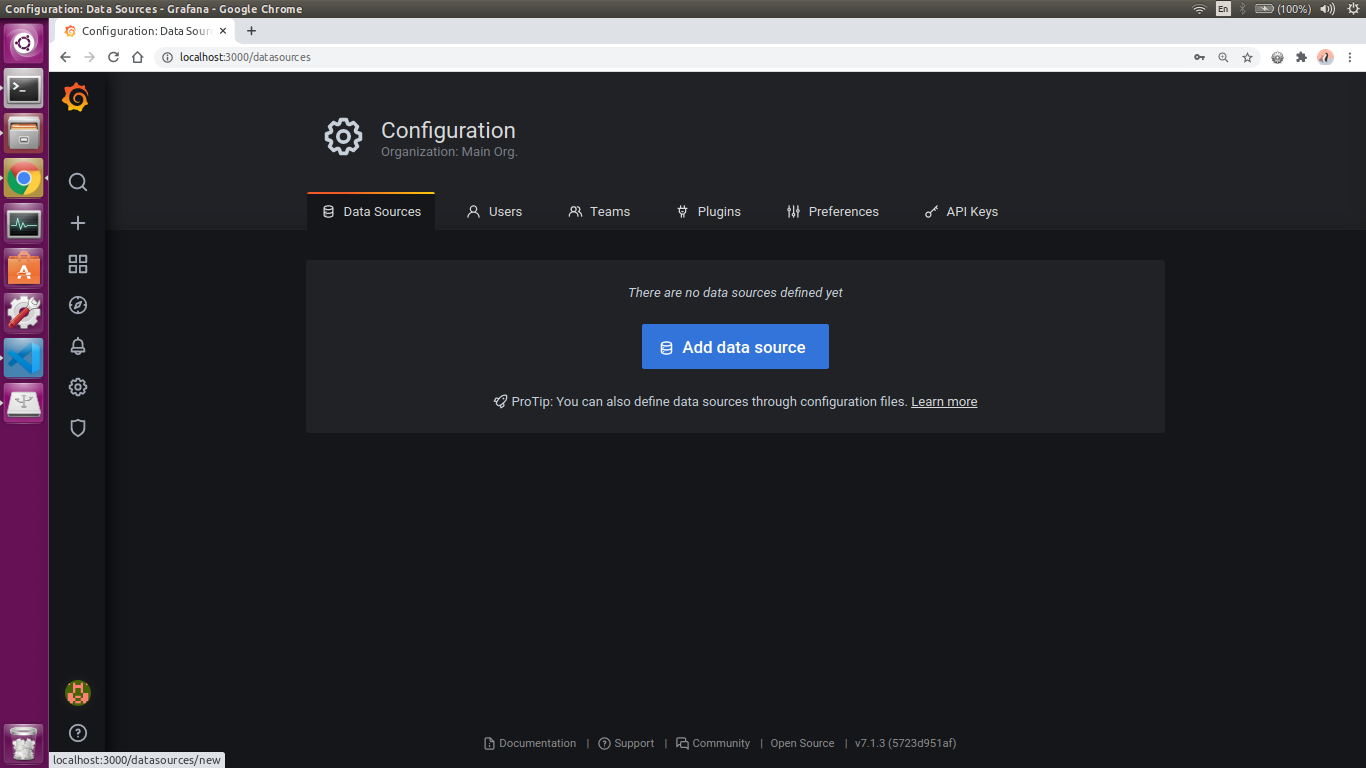 Configuration: Data Sources - Grafana - Google Chrome
En
(100%)
Configuration: Data Sour
localhost:3000/datasources
Configuration
Organization: Main Org.
Data Sources
Users
Teams
Plugins
Preferences
API Keys
There are no data sources defined yet
Add data source
ProTip: You can also define data sources through configuration files. Learn more
Documentation | Support | Community | Open Source | v7.1.3 (5723d951af)
localhost:3000/datasources/new